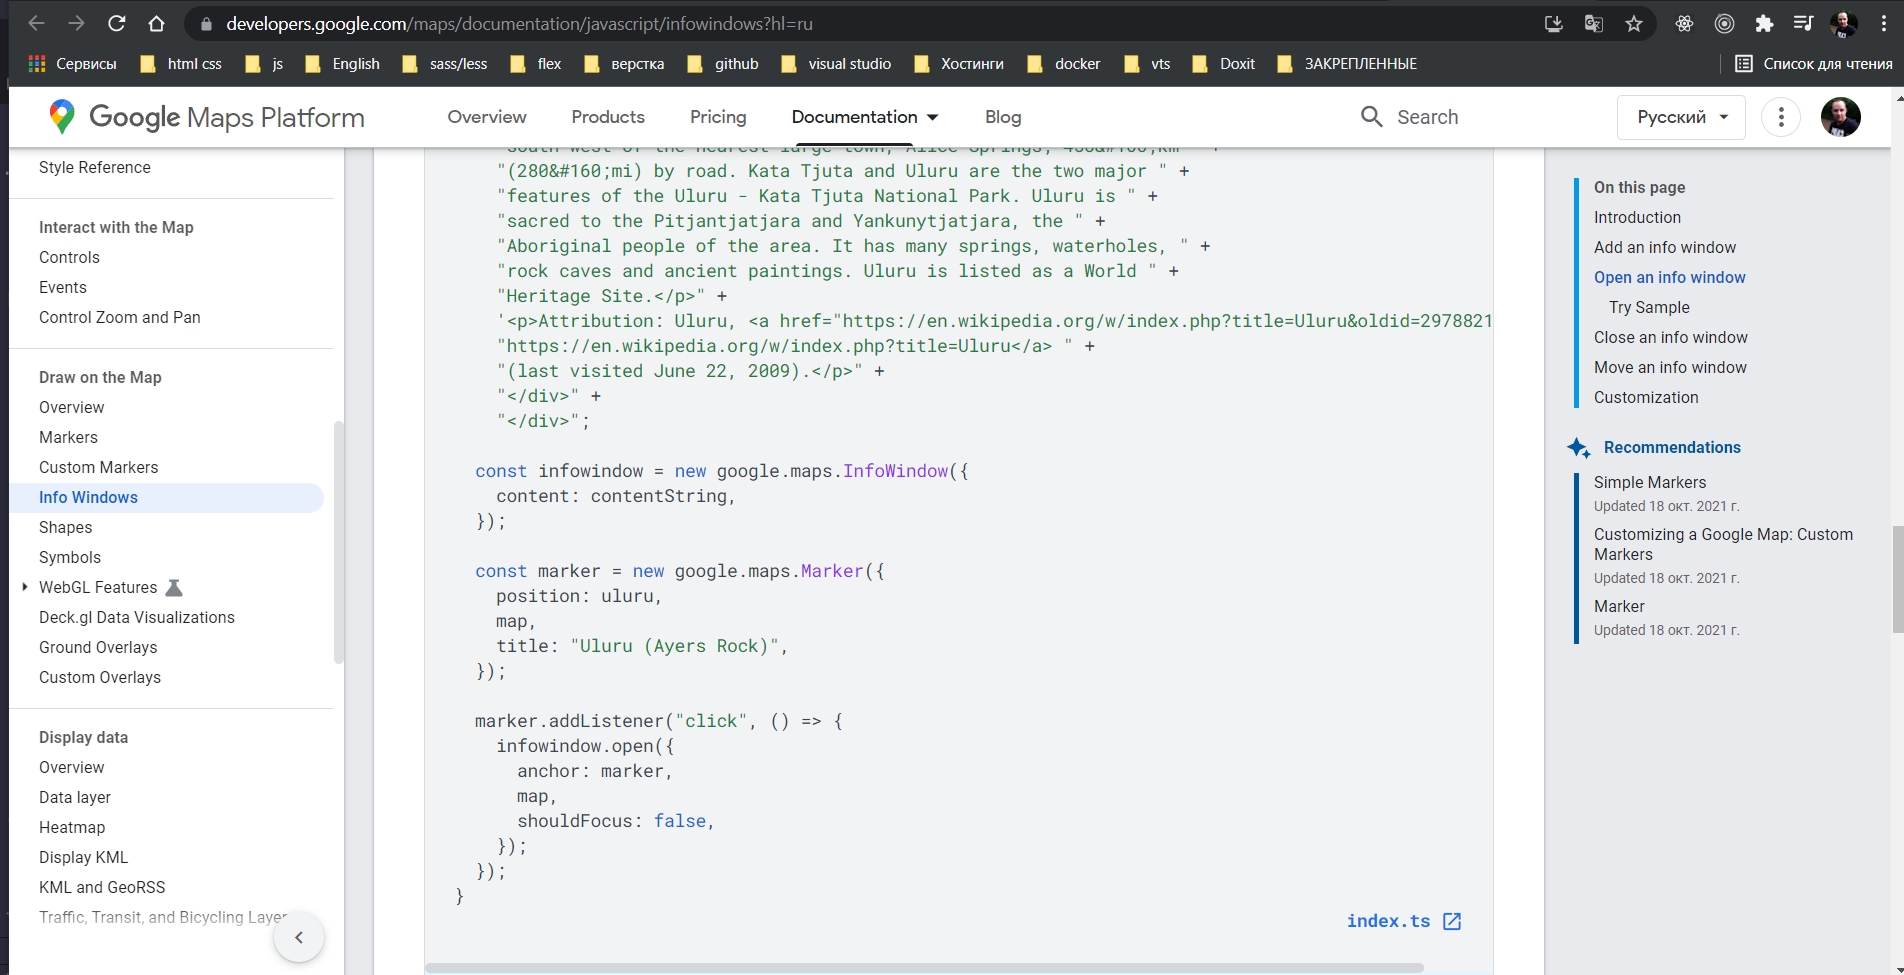 developers.google.com/maps/documentation/javascript/infowindows?hl=ru
Сервисы html css js English sass/less flex верстка github visual studio Хостинги docker vts Doxit ЗАКРЕПЛЕННЫЕ Список для чтения
Google Maps Platform Overview Products Pricing Documentation Blog Search Русский
Style Reference
Interact with the Map
Controls
Events
Control Zoom and Pan
Draw on the Map
Overview
Markers
Custom Markers
Info Windows
Shapes
Symbols
WebGL Features
Deck.gl Data Visualizations
Ground Overlays
Custom Overlays
Display data
Overview
Data layer
Heatmap
Display KML
KML and GeoRSS
Traffic, Transit, and Bicycling Layer
"south west of the nearest large town, Alice Springs, 450&#160;km" +
"(280&#160;mi) by road. Kata Tjuta and Uluru are the two major " +
"features of the Uluru - Kata Tjuta National Park. Uluru is " +
"sacred to the Pitjantjatjara and Yankunytjatjara, the " +
"Aboriginal people of the area. It has many springs, waterholes, " +
"rock caves and ancient paintings. Uluru is listed as a World " +
"Heritage Site.</p>" +
'<p>Attribution: Uluru, <a href="https://en.wikipedia.org/w/index.php?title=Uluru&oldid=2978821
"https://en.wikipedia.org/w/index.php?title=Uluru</a> " +
"(last visited June 22, 2009).</p>" +
"</div>" +
"</div>";
const infowindow = new google.maps.InfoWindow({
content: contentString,
});
const marker = new google.maps.Marker({
position: uluru,
map,
title: "Uluru (Ayers Rock)",
});
marker.addListener("click", () => {
infowindow.open({
anchor: marker,
map,
shouldFocus: false,
});
});
}
index.ts
On this page
Introduction
Add an info window
Open an info window
Try Sample
Close an info window
Move an info window
Customization
Recommendations
Simple Markers
Updated 18 окт. 2021 г.
Customizing a Google Map: Custom
Markers
Updated 18 окт. 2021 г.
Marker
Updated 18 окт. 2021 г.